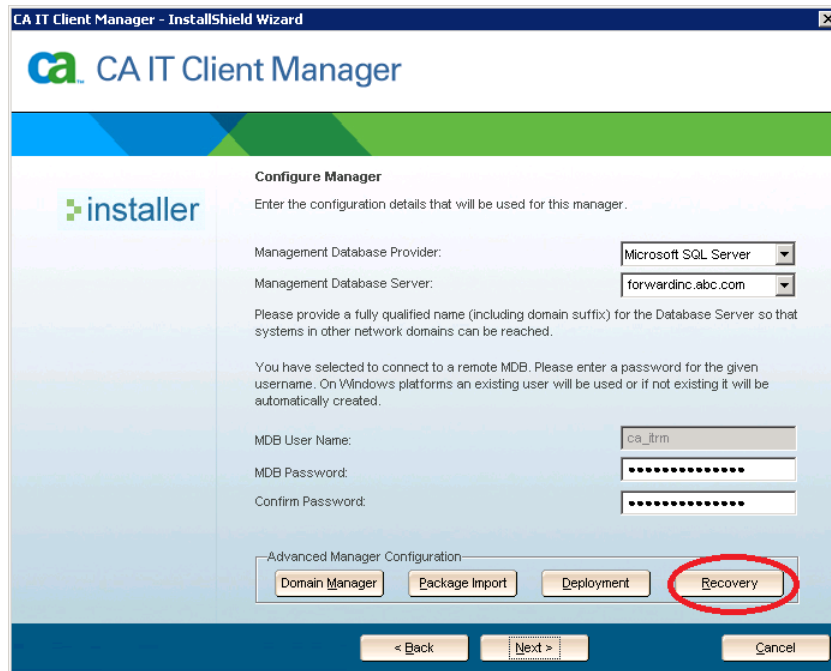 CA IT Client Manager - InstallShield Wizard
ca™ CA IT Client Manager
installer
Configure Manager
Enter the configuration details that will be used for this manager.
Management Database Provider: Microsoft SQL Server
Management Database Server: forwardinc.abc.com
Please provide a fully qualified name (including domain suffix) for the Database Server so that
systems in other network domains can be reached.
You have selected to connect to a remote MDB. Please enter a password for the given
username. On Windows platforms an existing user will be used or if not existing it will be
automatically created.
MDB User Name: ca_itrm
MDB Password: ••••••••••••••
Confirm Password: ••••••••••••••
Advanced Manager Configuration
Domain Manager Package Import Deployment Recovery
< Back Next > Cancel